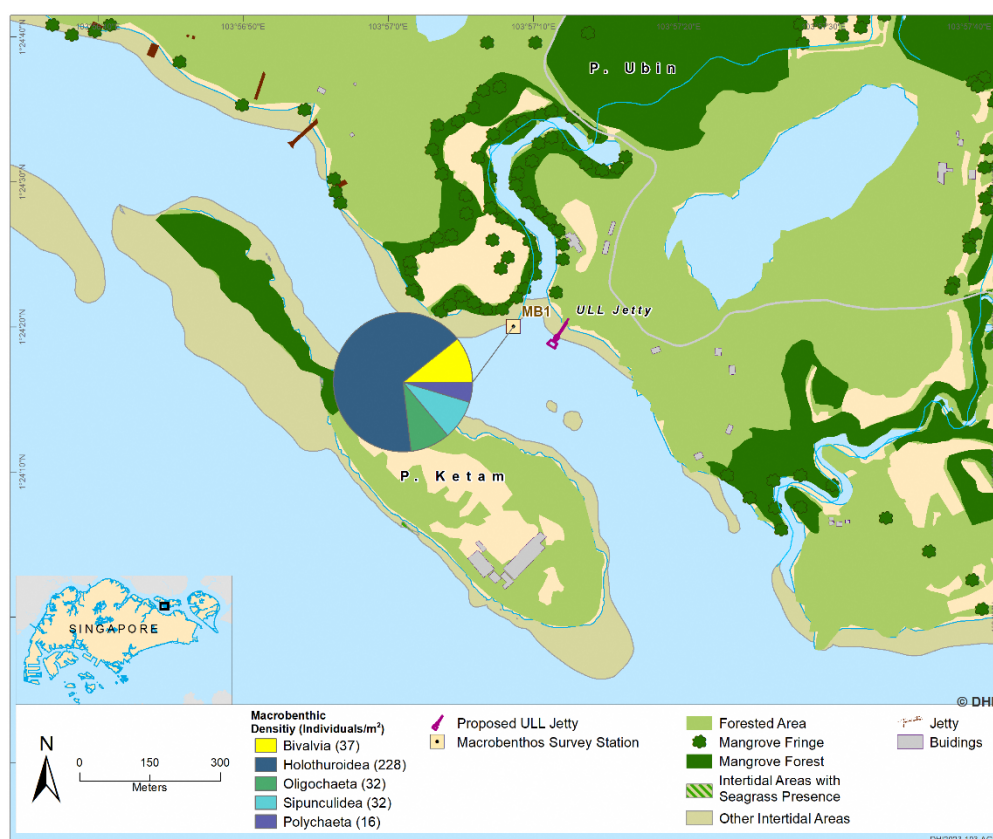 103°56'50"E
103°57'0"E
103°57'10"E
103°57'20"E
103°57'30"E
103°57'40"E
1°24'40"N
1°24'30"N
1°24'20"N
1°24'10"N
P. Ubin
MB1
ULL Jetty
P. Ketam
SINGAPORE
© DHI
N
0 150 300
Meters
Macrobenthic
Densitiy (Individuals/m²)
Bivalvia (37)
Holothuroidea (228)
Oligochaeta (32)
Sipunculidea (32)
Polychaeta (16)
Proposed ULL Jetty
Macrobenthos Survey Station
Forested Area
Mangrove Fringe
Mangrove Forest
Intertidal Areas with
Seagrass Presence
Other Intertidal Areas
Jetty
Buidings